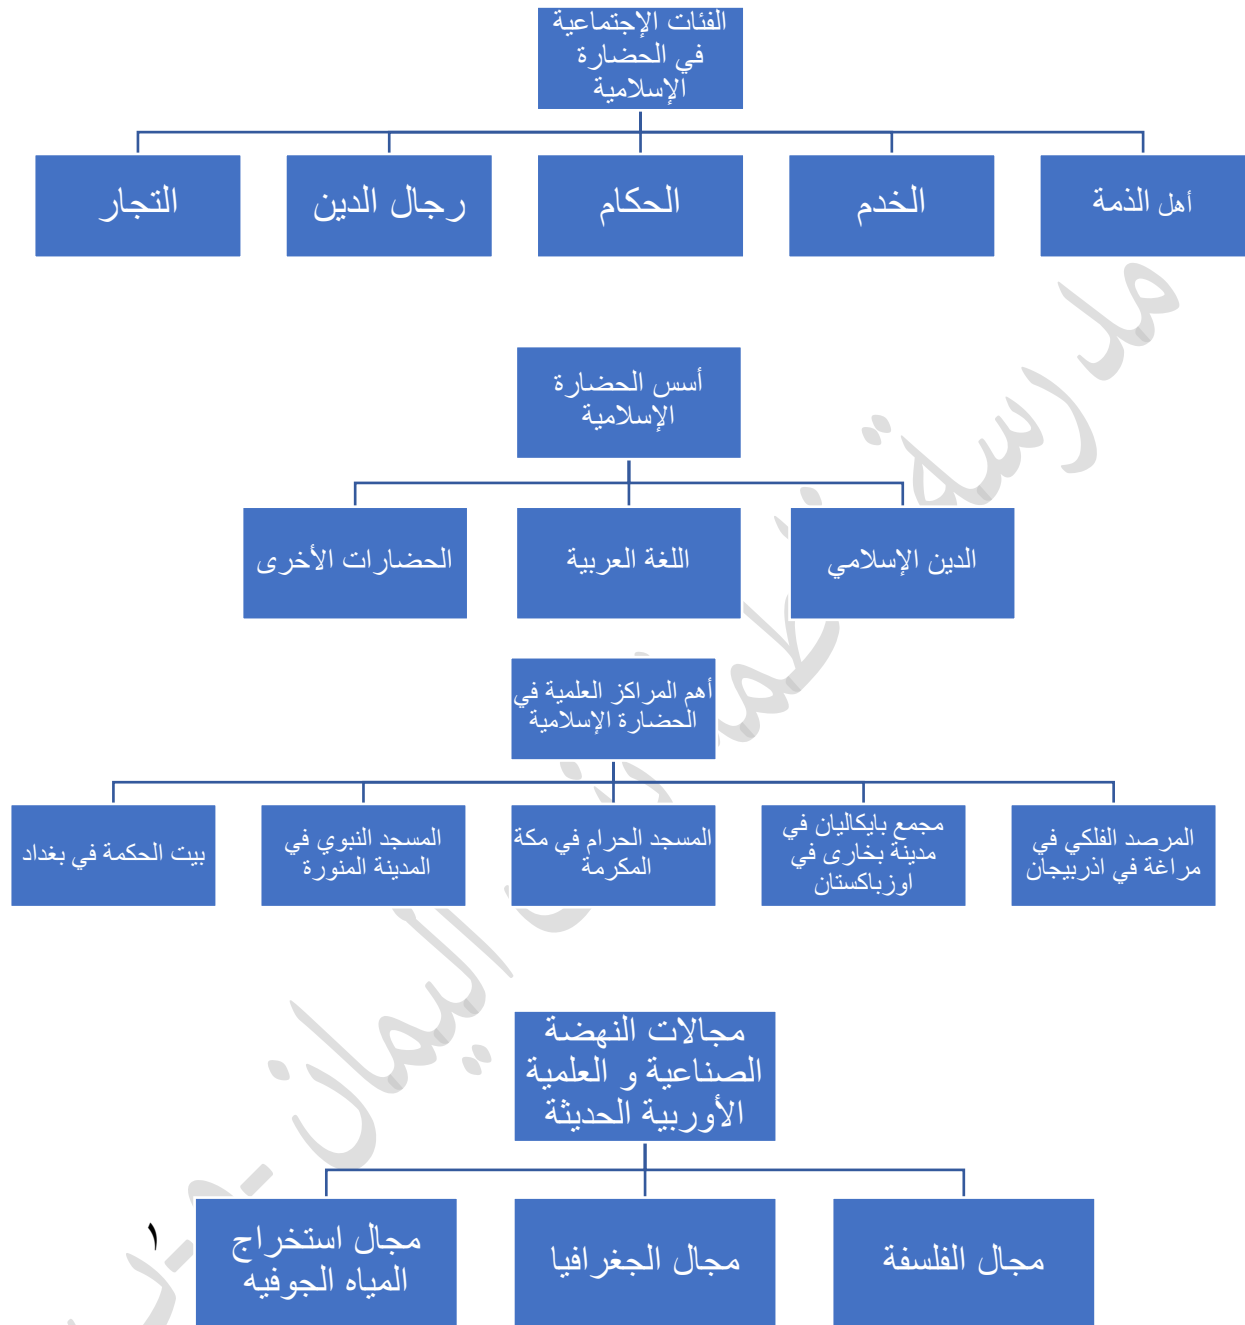 الفئات الإجتماعية
في الحضارة
الإسلامية
أهل الذمة
الخدم
الحكام
رجال الدين
التجار
أسس الحضارة
الإسلامية
الدين الإسلامي
اللغة العربية
الحضارات الأخرى
أهم المراكز العلمية في
الحضارة الإسلامية
المرصد الفلكي في
مراغة في اذربيجان
مجمع بايكاليان في
مدينة بخارى في
اوزباكستان
المسجد الحرام في مكة
المكرمة
المسجد النبوي في
المدينة المنورة
بيت الحكمة في بغداد
مجالات النهضة
الصناعية و العلمية
الأوربية الحديثة
مجال الفلسفة
مجال الجغرافيا
مجال استخراج
المياه الجوفيه
١
مدرسة
اليمان -